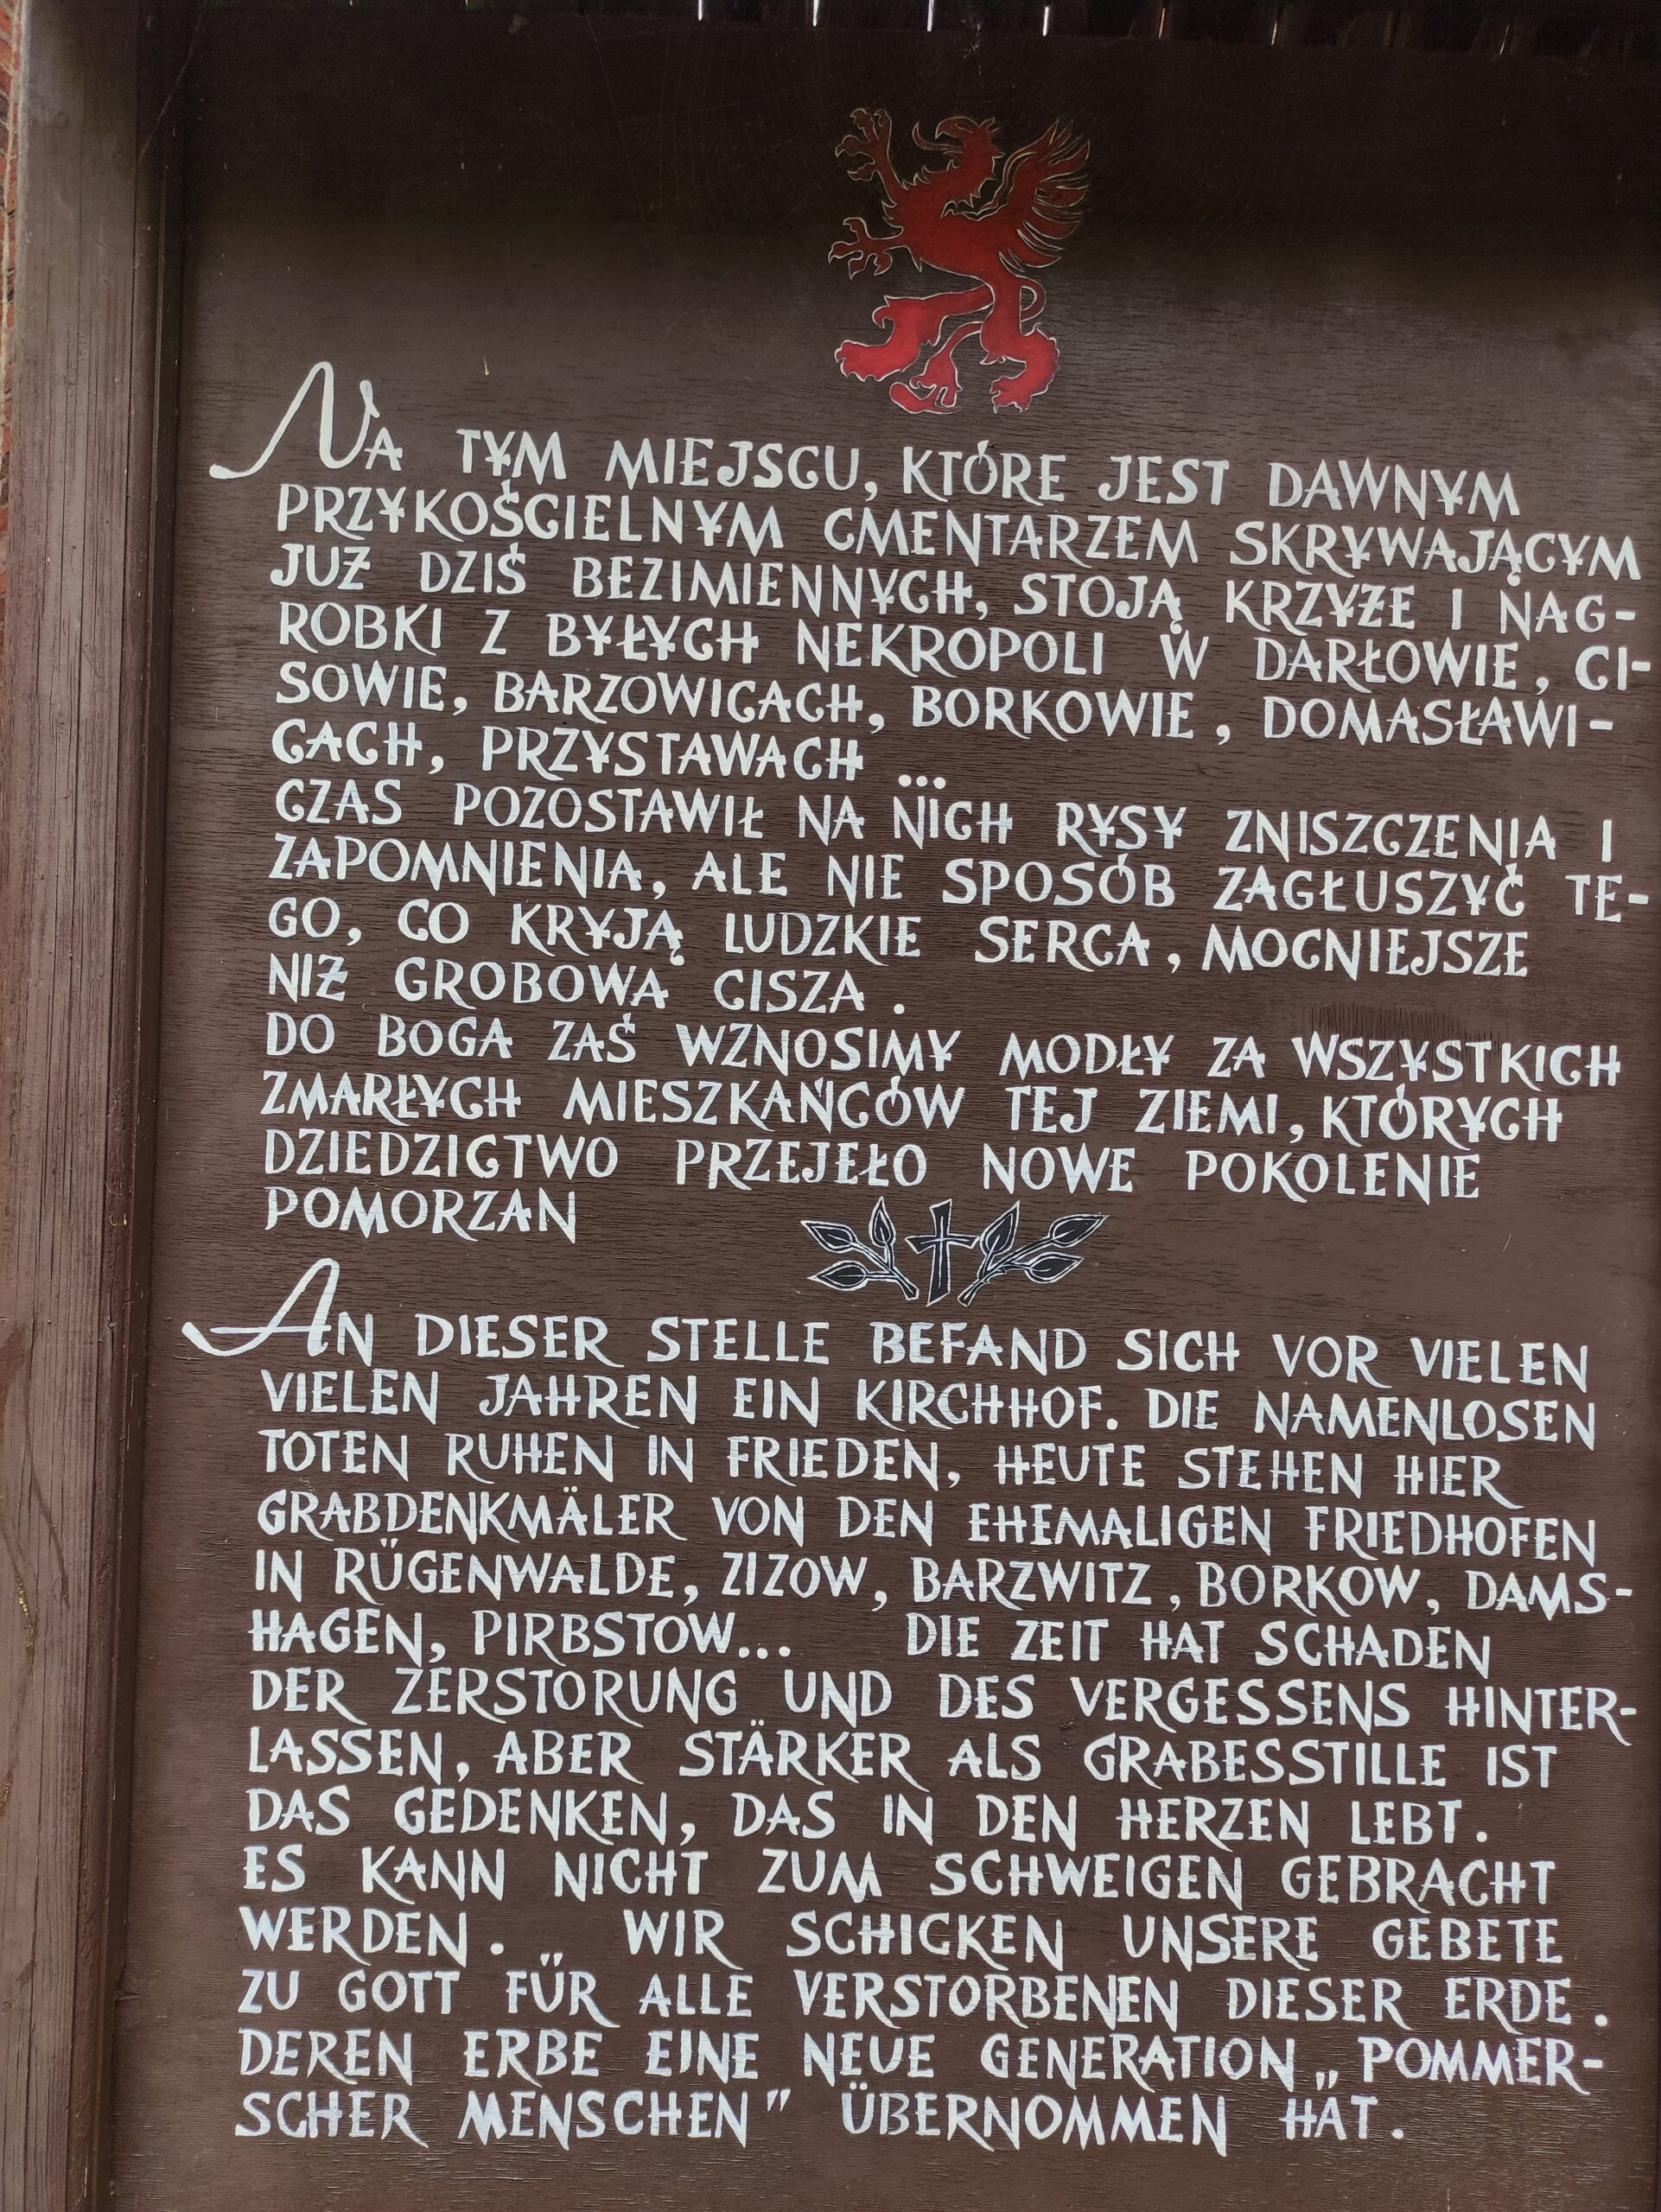 NA TYM MIEJSCU, KTÓRE JEST DAWNYM
PRZYKOŚCIELNYM CMENTARZEM SKRYWAJĄCYM
JUŻ DZIŚ BEZIMIENNYCH, STOJĄ KRZYŻE I NAG-
ROBKI Z BYŁYCH NEKROPOLI W DARŁOWIE, CI-
SOWIE, BARZOWICACH, BORKOWIE, DOMASŁAWI-
CACH, PRZYSTAWACH ...
CZAS POZOSTAWIŁ NA NICH RYSY ZNISZCZENIA I
ZAPOMNIENIA, ALE NIE SPOSÓB ZAGŁUSZYĆ TE-
GO, CO KRYJĄ LUDZKIE SERCA, MOCNIEJSZE
NIŻ GROBOWA CISZA.
DO BOGA ZAŚ WZNOSIMY MODŁY ZA WSZYSTKICH
ZMARŁYCH MIESZKAŃCÓW TEJ ZIEMI, KTÓRYCH
DZIEDZICTWO PRZEJEŁO NOWE POKOLENIE
POMORZAN
AN DIESER STELLE BEFAND SICH VOR VIELEN
VIELEN JAHREN EIN KIRCHHOF. DIE NAMENLOSEN
TOTEN RUHEN IN FRIEDEN, HEUTE STEHEN HIER
GRABDENKMÄLER VON DEN EHEMALIGEN FRIEDHOFEN
IN RÜGENWALDE, ZIZOW, BARZWITZ, BORKOW, DAMS-
HAGEN, PIRBSTOW... DIE ZEIT HAT SCHADEN
DER ZERSTORUNG UND DES VERGESSENS HINTER-
LASSEN, ABER STÄRKER ALS GRABESSTILLE IST
DAS GEDENKEN, DAS IN DEN HERZEN LEBT.
ES KANN NICHT ZUM SCHWEIGEN GEBRACHT
WERDEN. WIR SCHICKEN UNSERE GEBETE
ZU GOTT FÜR ALLE VERSTORBENEN DIESER ERDE.
DEREN ERBE EINE NEUE GENERATION „POMMER-
SCHER MENSCHEN" ÜBERNOMMEN HÄT.